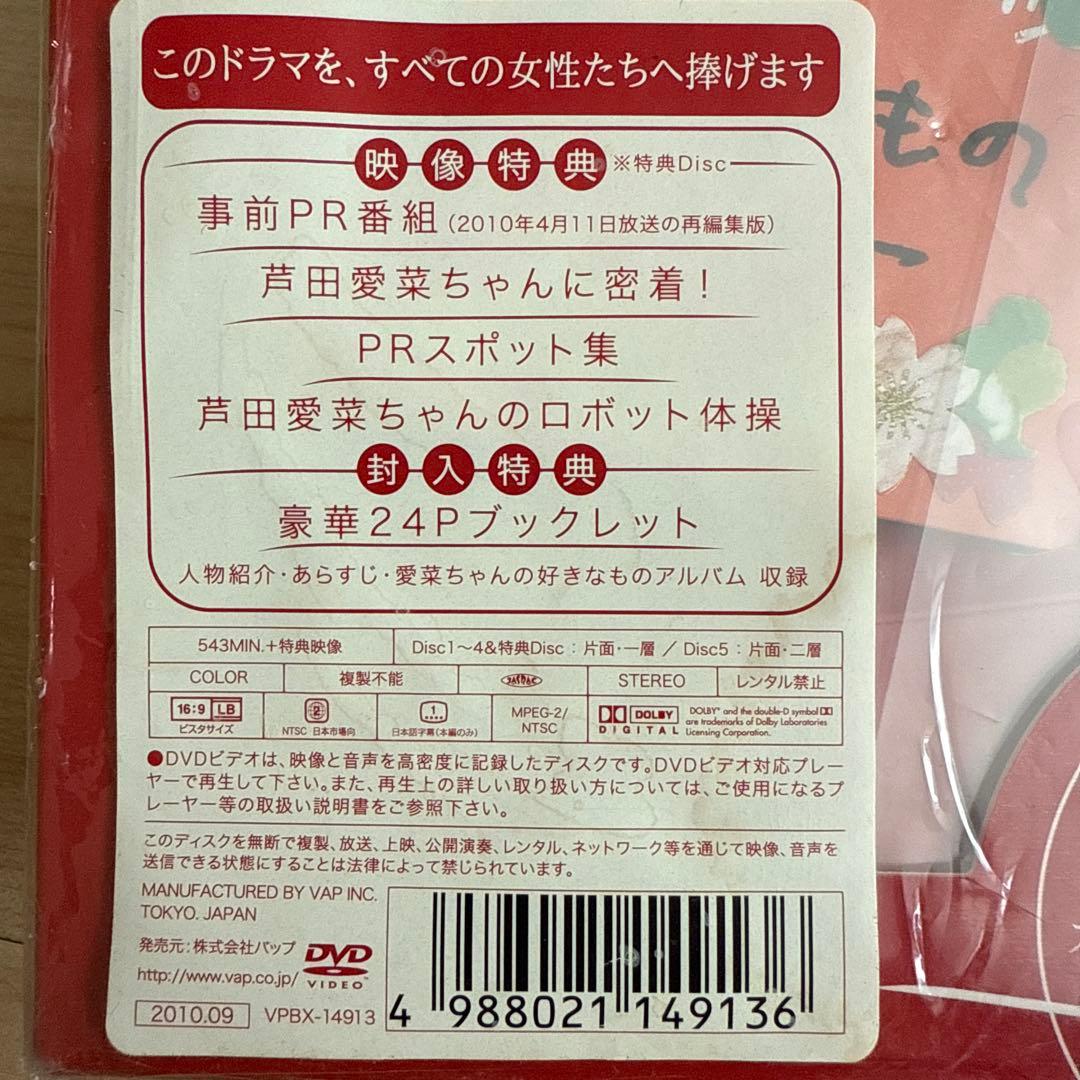 このドラマを、すべての女性たちへ捧げます
映像特典 ※特典Disc
事前PR番組(2010年4月11日放送の再編集版)
芦田愛菜ちゃんに密着!
PRスポット集
芦田愛菜ちゃんのロボット体操
封入特典
豪華24Pブックレット
人物紹介・あらすじ・愛菜ちゃんの好きなものアルバム 収録
543MIN.+特典映像 Disc1～4&特典Disc:片面・一層 / Disc5:片面・二層
COLOR 複製不能 JASRAC STEREO レンタル禁止
16:9 LB ビスタサイズ
2 NTSC 日本市場向
1. 日本語字幕(本編のみ)
MPEG-2/
NTSC
DOLBY
DIGITAL
DOLBY* and the double-D symbol
are trademarks of Dolby Laboratories
Licensing Corporation.
●DVDビデオは、映像と音声を高密度に記録したディスクです。DVDビデオ対応プレー
ヤーで再生して下さい。また、再生上の詳しい取り扱い方については、ご使用になる
プレーヤー等の取扱い説明書をご参照下さい。
このディスクを無断で複製、放送、上映、公開演奏、レンタル、ネットワーク等を通じて映像、音声を
送信できる状態にすることは法律によって禁じられています。
MANUFACTURED BY VAP INC.
TOKYO. JAPAN
発売元:株式会社バップ
http://www.vap.co.jp/
DVD
VIDEO™
2010.09 VPBX-14913
4 988021 149136
もの
ー